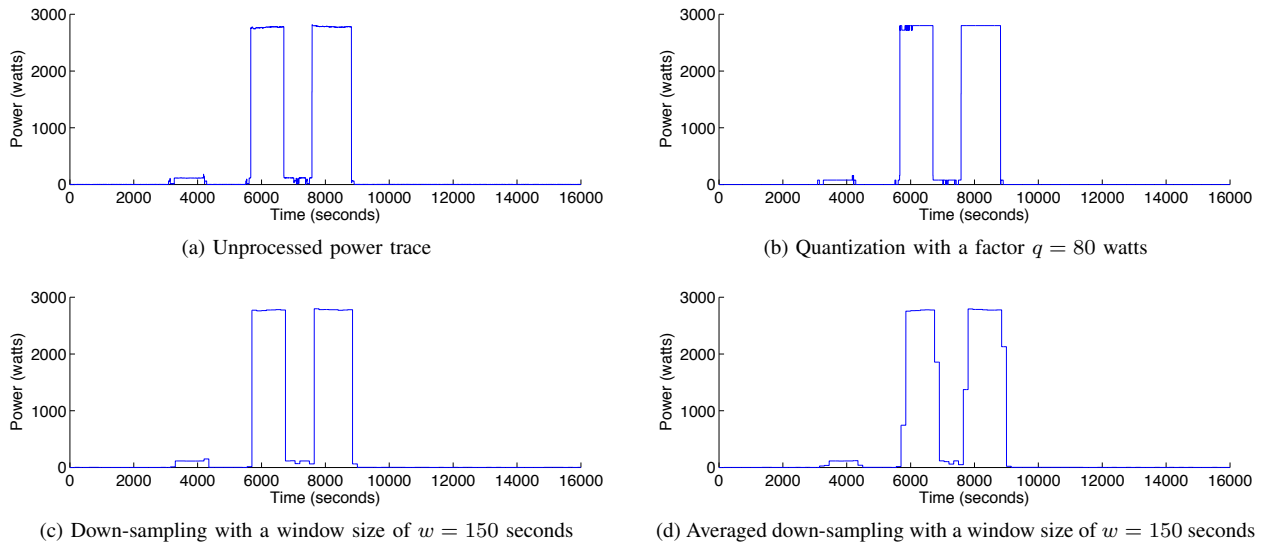 3000
2000
1000
0
Power (watts)
0 2000 4000 6000 8000 10000 12000 14000 16000
Time (seconds)
(a) Unprocessed power trace
3000
2000
1000
0
Power (watts)
0 2000 4000 6000 8000 10000 12000 14000 16000
Time (seconds)
(b) Quantization with a factor q = 80 watts
3000
2000
1000
0
Power (watts)
0 2000 4000 6000 8000 10000 12000 14000 16000
Time (seconds)
(c) Down-sampling with a window size of w = 150 seconds
3000
2000
1000
0
Power (watts)
0 2000 4000 6000 8000 10000 12000 14000 16000
Time (seconds)
(d) Averaged down-sampling with a window size of w = 150 seconds